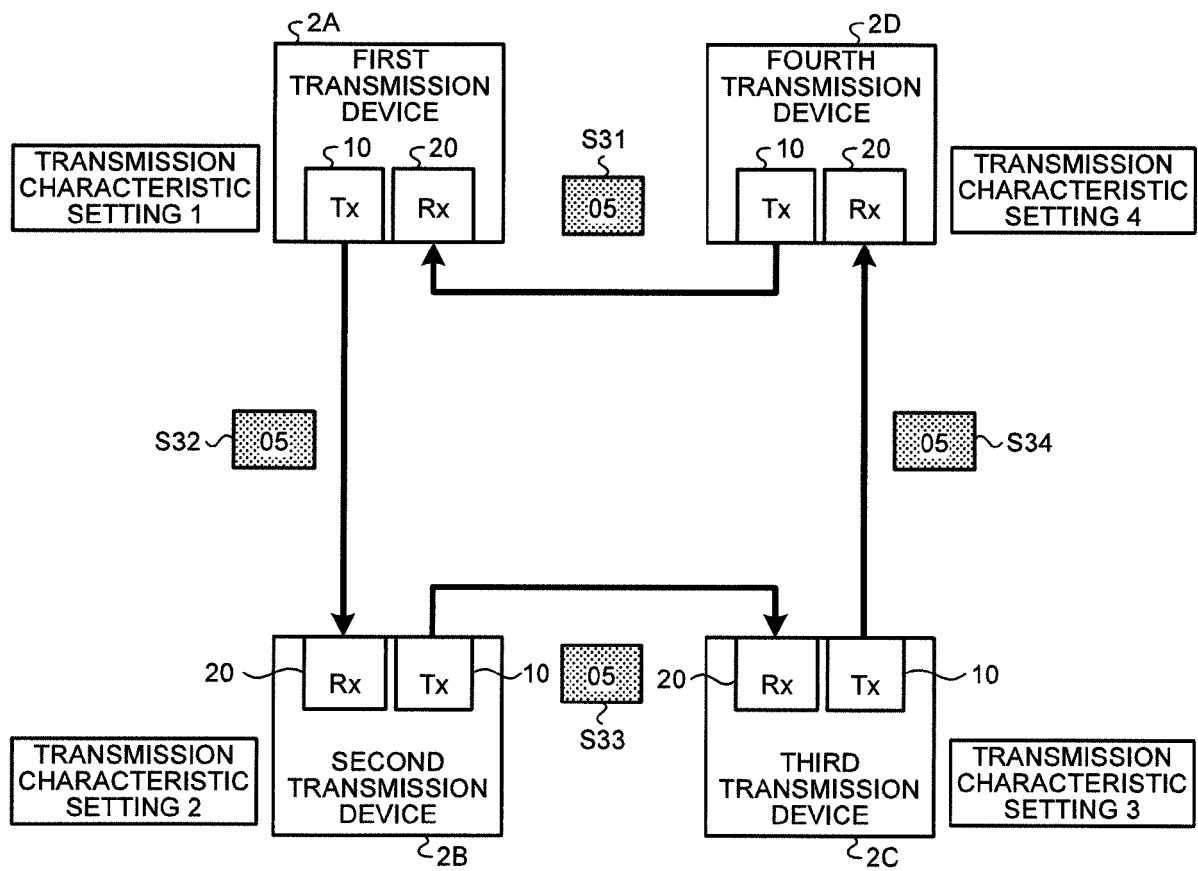 2A
FIRST
TRANSMISSION
DEVICE
10
20
Tx
Rx
TRANSMISSION
CHARACTERISTIC
SETTING 1
S31
05
2D
FOURTH
TRANSMISSION
DEVICE
10
20
Tx
Rx
TRANSMISSION
CHARACTERISTIC
SETTING 4
S32
05
05
S34
20
Rx
Tx
10
SECOND
TRANSMISSION
DEVICE
2B
TRANSMISSION
CHARACTERISTIC
SETTING 2
05
S33
20
Rx
Tx
10
THIRD
TRANSMISSION
DEVICE
2C
TRANSMISSION
CHARACTERISTIC
SETTING 3